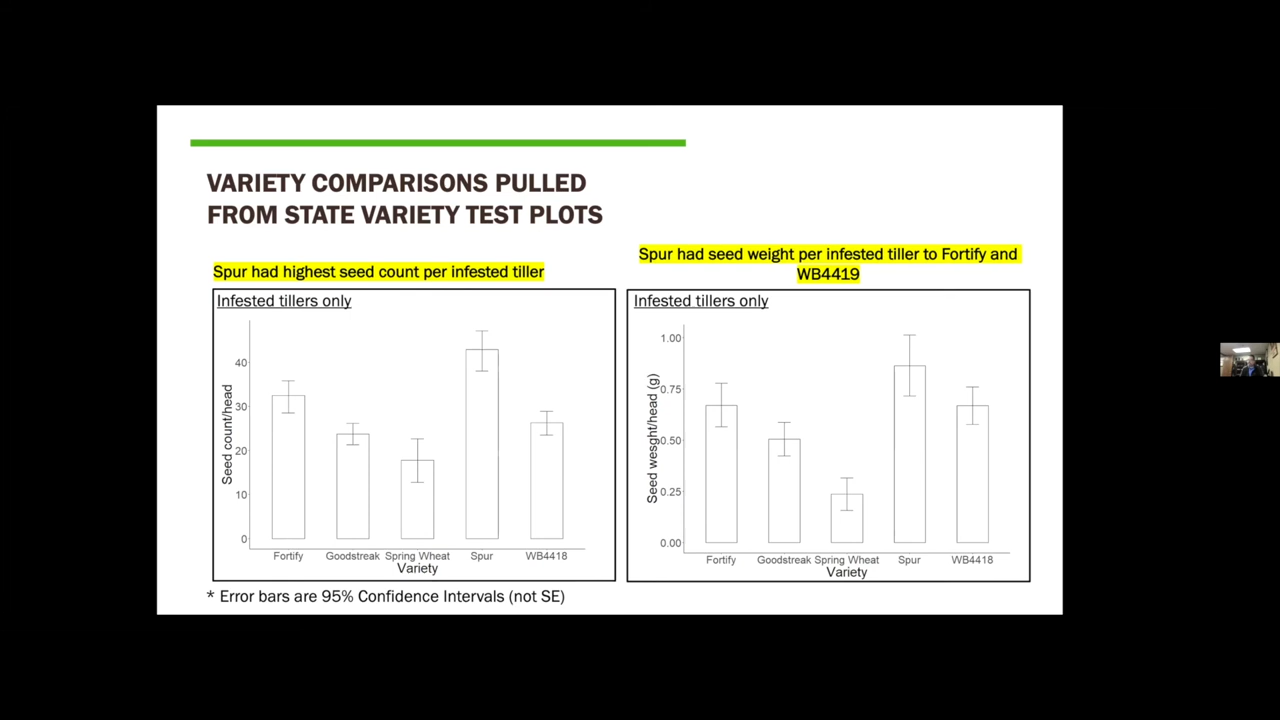 VARIETY COMPARISONS PULLED
FROM STATE VARIETY TEST PLOTS
Spur had highest seed count per infested tiller
Infested tillers only
Seed count/head
40
30
20
10
0
Fortify
Goodstreak
Spring Wheat
Spur
WB4418
Variety
* Error bars are 95% Confidence Intervals (not SE)
Spur had seed weight per infested tiller to Fortify and
WB4419
Infested tillers only
Seed wesght/head (g)
1.00
0.75
0.50
0.25
0.00
Fortify
Goodstreak
Spring Wheat
Spur
WB4418
Variety